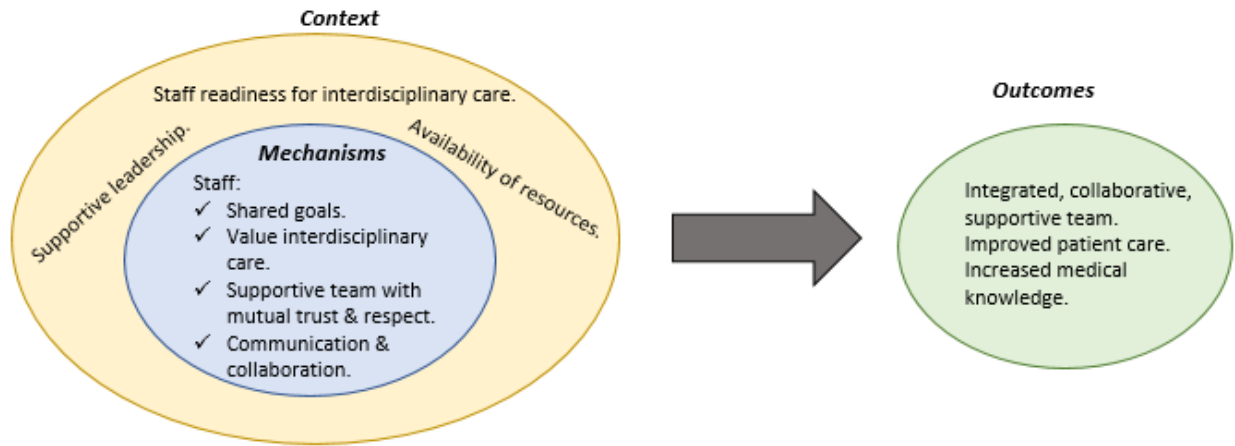 Context
Staff readiness for interdisciplinary care.
Supportive leadership.
Availability of resources.
Mechanisms
Staff:
✓ Shared goals.
✓ Value interdisciplinary
care.
✓ Supportive team with
mutual trust & respect.
✓ Communication &
collaboration.
Outcomes
Integrated, collaborative,
supportive team.
Improved patient care.
Increased medical
knowledge.